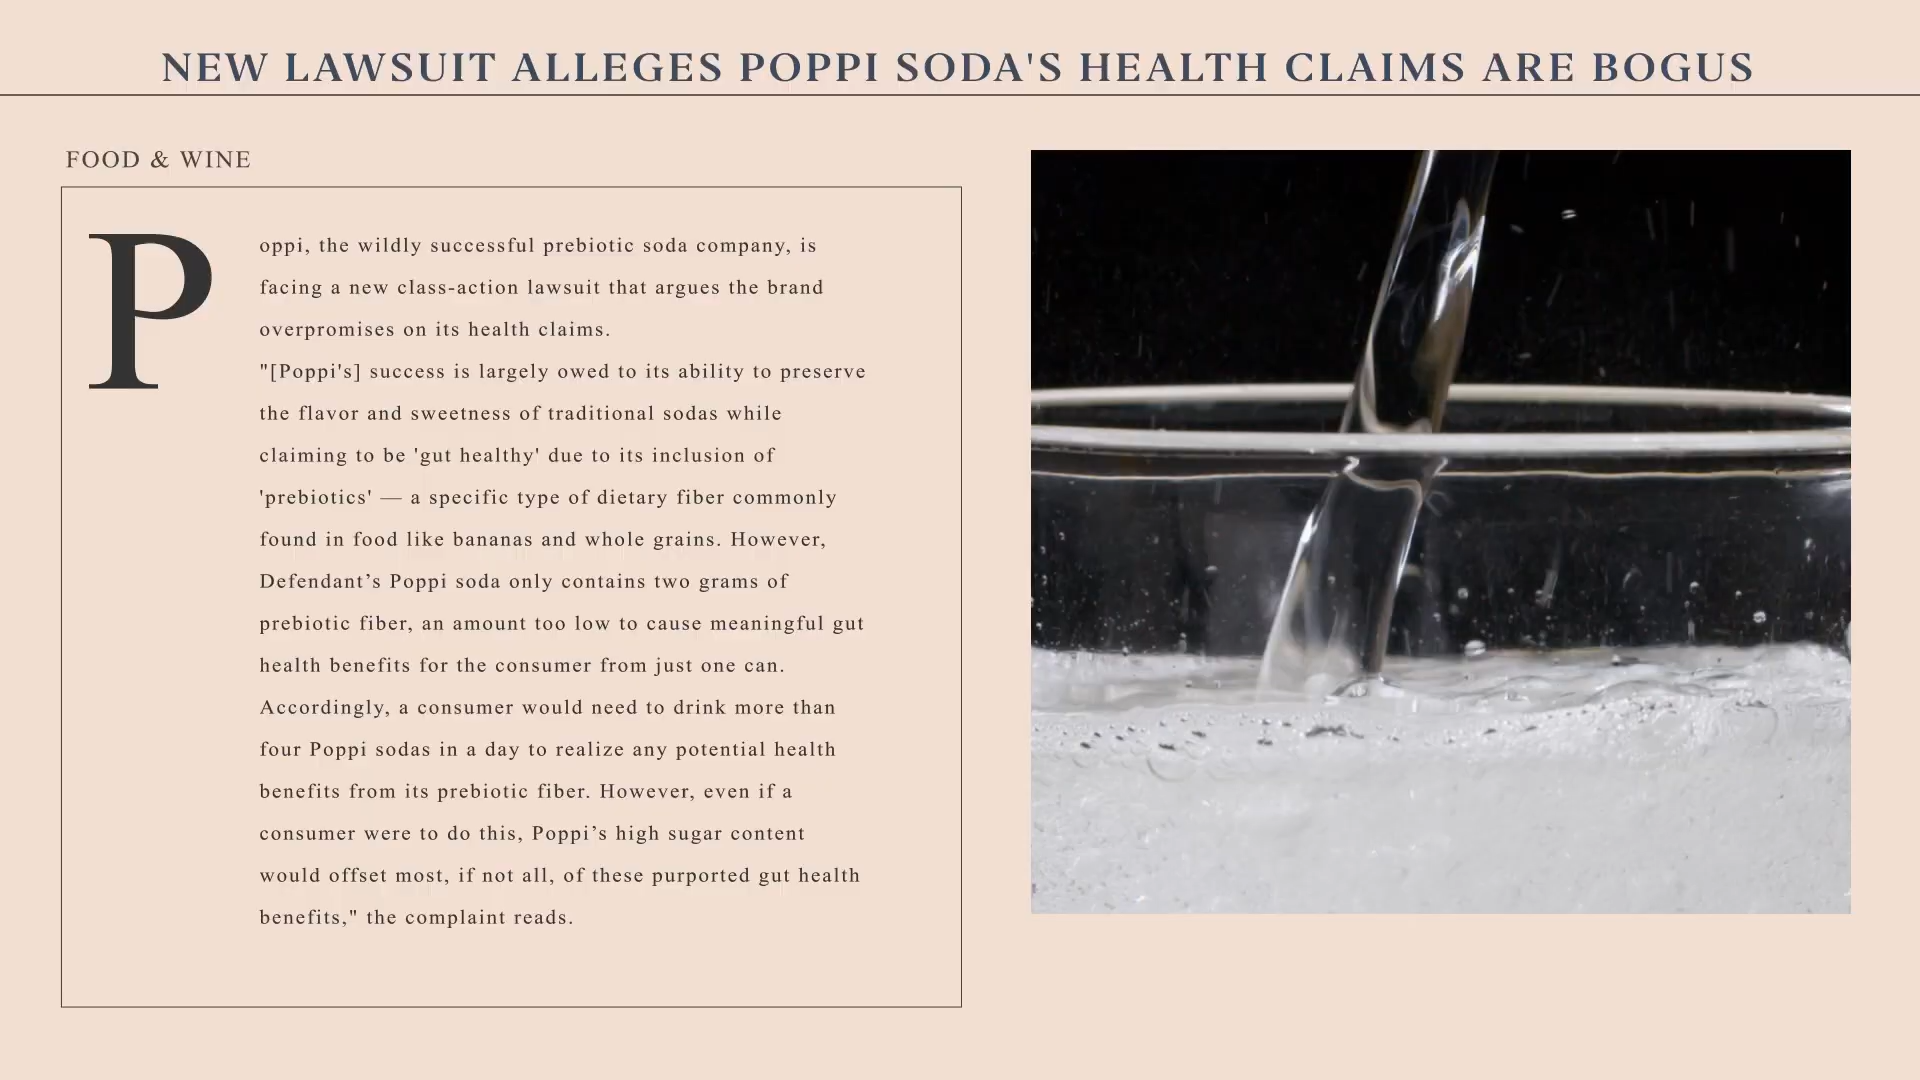 NEW LAWSUIT ALLEGES POPPI SODA'S HEALTH CLAIMS ARE BOGUS
FOOD & WINE
Poppi, the wildly successful prebiotic soda company, is
facing a new class-action lawsuit that argues the brand
overpromises on its health claims.
"[Poppi's] success is largely owed to its ability to preserve
the flavor and sweetness of traditional sodas while
claiming to be 'gut healthy' due to its inclusion of
'prebiotics' — a specific type of dietary fiber commonly
found in food like bananas and whole grains. However,
Defendant’s Poppi soda only contains two grams of
prebiotic fiber, an amount too low to cause meaningful gut
health benefits for the consumer from just one can.
Accordingly, a consumer would need to drink more than
four Poppi sodas in a day to realize any potential health
benefits from its prebiotic fiber. However, even if a
consumer were to do this, Poppi’s high sugar content
would offset most, if not all, of these purported gut health
benefits," the complaint reads.